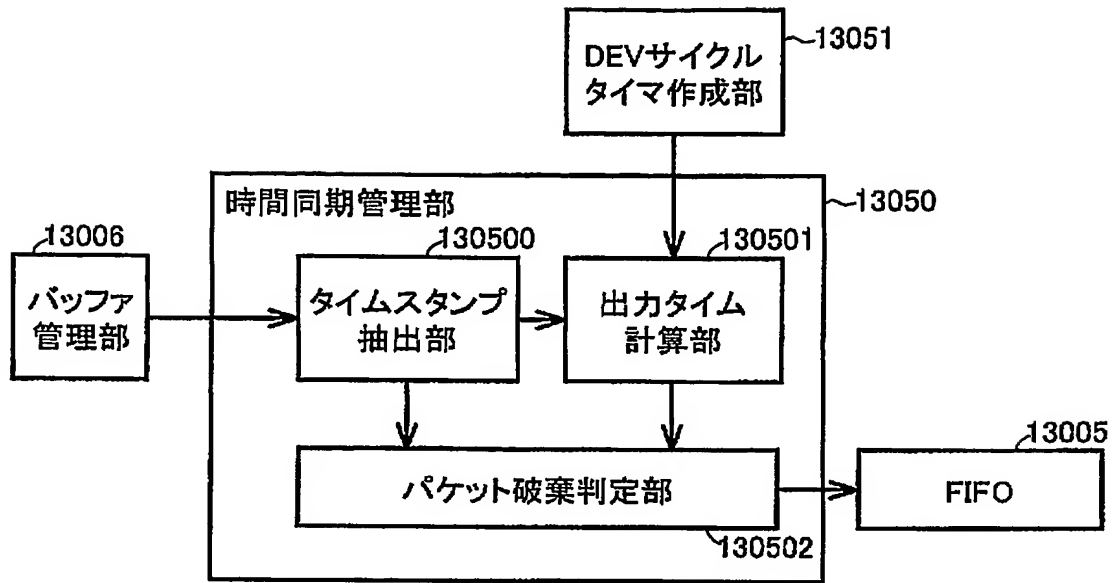 DEVサイクル
タイマ作成部
13051
時間同期管理部
13050
13006
バッファ
管理部
130500
タイムスタンプ
抽出部
130501
出力タイム
計算部
パケット破棄判定部
130502
13005
FIFO